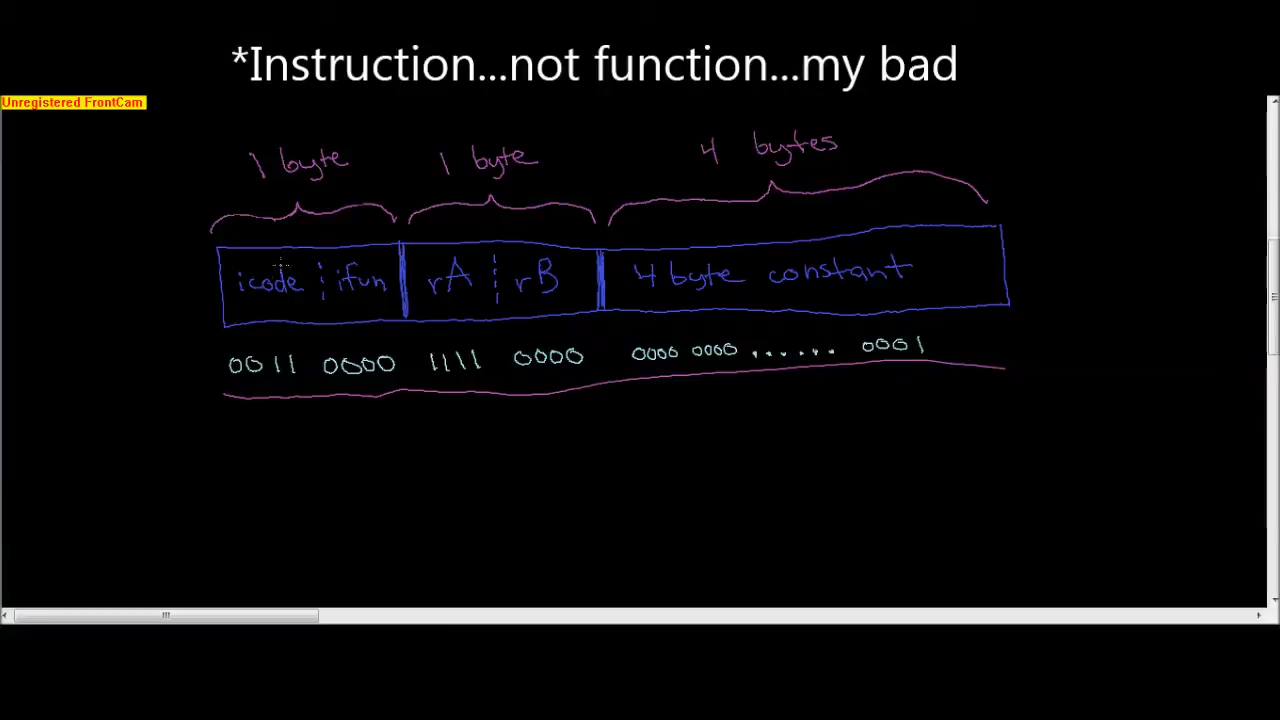 *Instruction...not function...my bad
Unregistered FrontCam
1 byte 1 byte 4 bytes
icode ifun rA rB 4 byte constant
0011 0000 1111 0000 0000 0000 ...... 0001